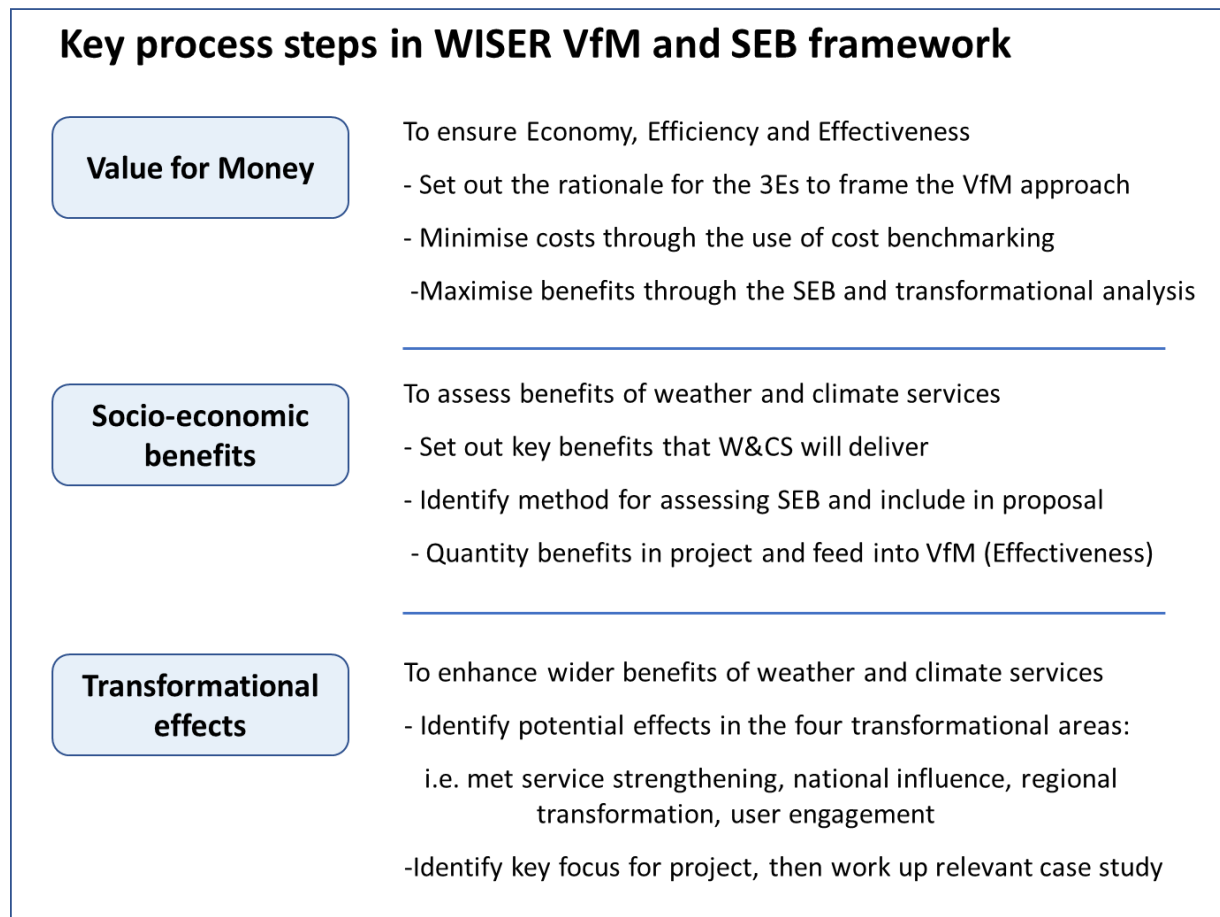 Key process steps in WISER VfM and SEB framework
Value for Money
To ensure Economy, Efficiency and Effectiveness
- Set out the rationale for the 3Es to frame the VfM approach
- Minimise costs through the use of cost benchmarking
-Maximise benefits through the SEB and transformational analysis
Socio-economic
benefits
To assess benefits of weather and climate services
- Set out key benefits that W&CS will deliver
- Identify method for assessing SEB and include in proposal
- Quantity benefits in project and feed into VfM (Effectiveness)
Transformational
effects
To enhance wider benefits of weather and climate services
- Identify potential effects in the four transformational areas:
i.e. met service strengthening, national influence, regional
transformation, user engagement
-Identify key focus for project, then work up relevant case study